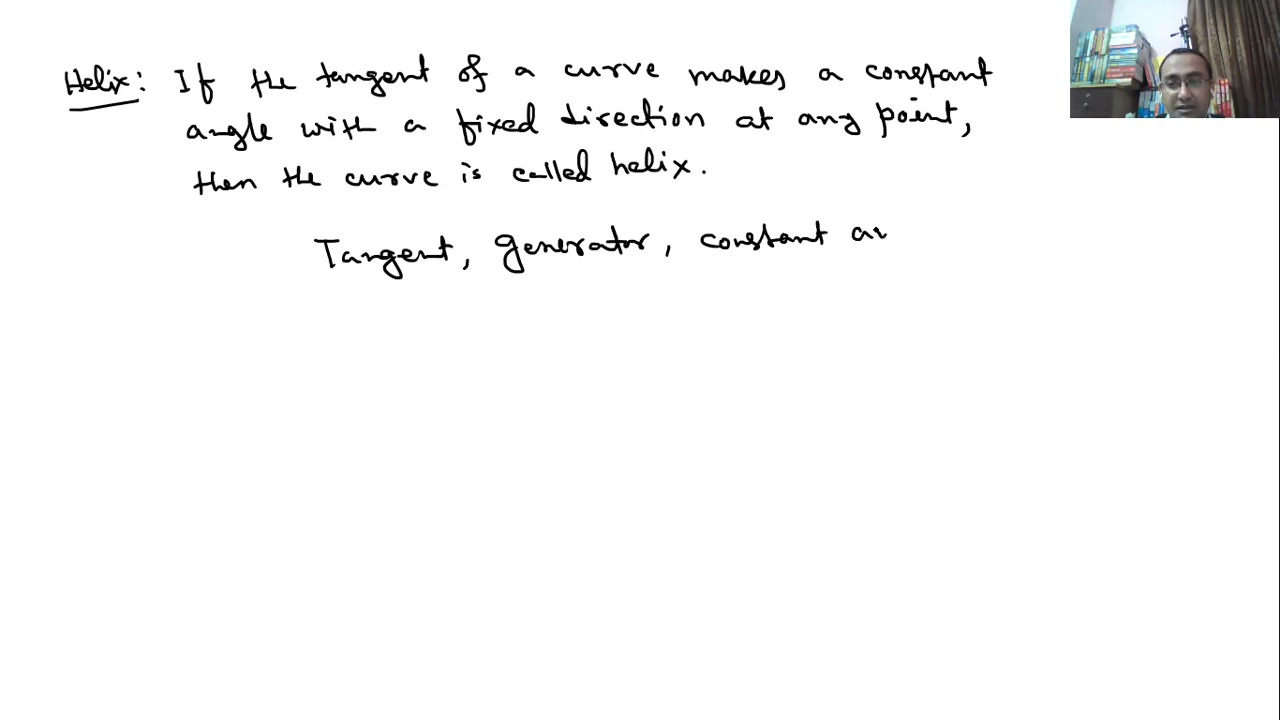 Helix: If the tangent of a curve makes a constant
angle with a fixed direction at any point,
then the curve is called helix.
Tangent, generator, constant an